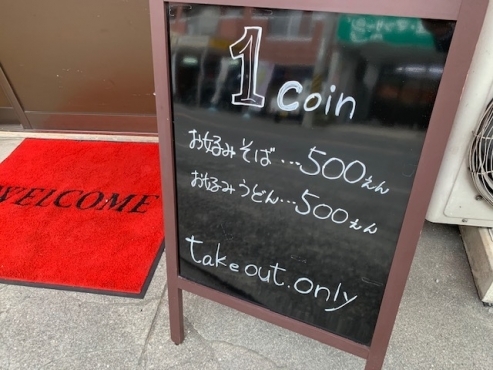 1 coin
お好みそば...500えん
お好みうどん...500えん
take out.only
WELCOME